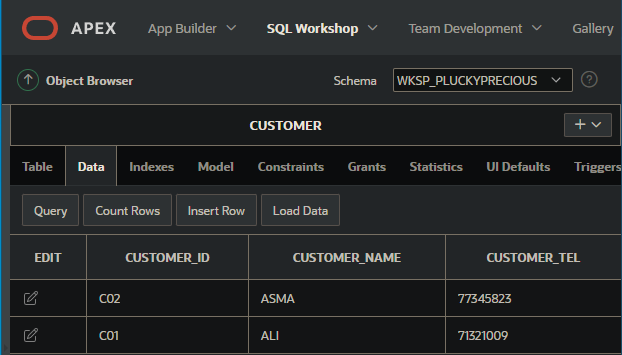 APEX App Builder SQL Workshop Team Development Gallery
Object Browser Schema WKSP_PLUCKYPRECIOUS ?
CUSTOMER +
Table Data Indexes Model Constraints Grants Statistics UI Defaults Triggers
Query Count Rows Insert Row Load Data
EDIT CUSTOMER_ID CUSTOMER_NAME CUSTOMER_TEL
C02 ASMA 77345823
C01 ALI 71321009